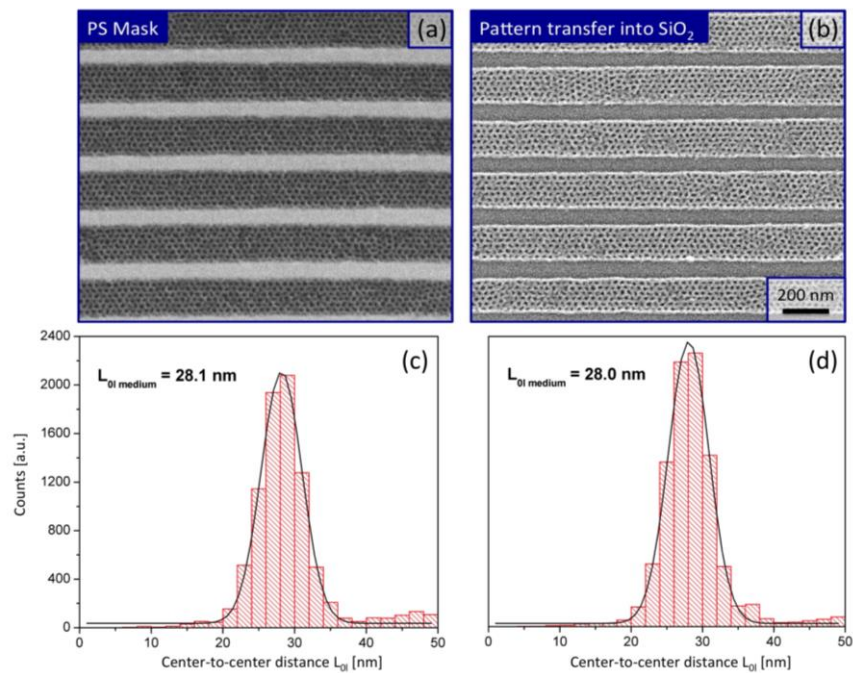 PS Mask
(a)
Pattern transfer into SiO₂
(b)
200 nm
2400
2000
1600
1200
800
400
0
0
10
20
30
40
50
Counts [a.u.]
Center-to-center distance L₀ₗ [nm]
L₀ₗ ₘₑdᵢᵤₘ = 28.1 nm
(c)
L₀ₗ ₘₑdᵢᵤₘ = 28.0 nm
(d)
0
10
20
30
40
50
Center-to-center distance L₀ₗ [nm]